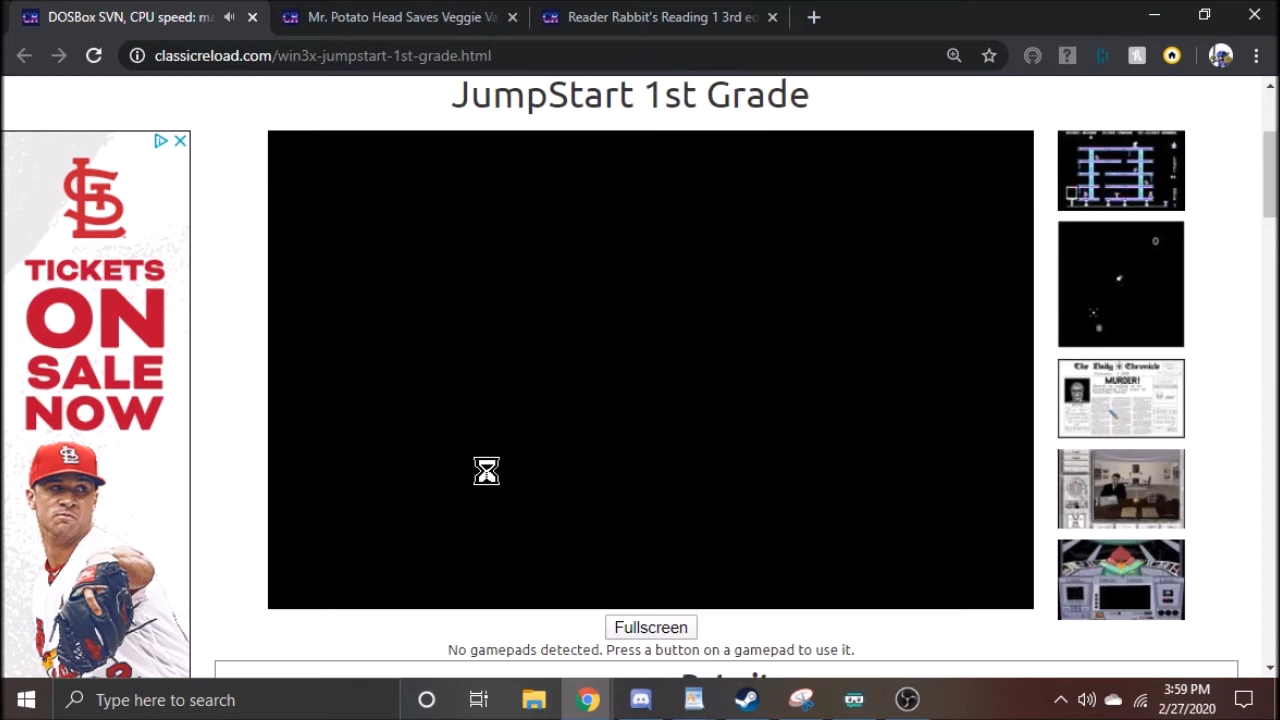 DOSBox SVN, CPU speed: ma
Mr. Potato Head Saves Veggie Va
Reader Rabbit's Reading 1 3rd ed
classicreload.com/win3x-jumpstart-1st-grade.html
JumpStart 1st Grade
STL
TICKETS
ON
SALE
NOW
The Daily Chronicle
MURDER!
Fullscreen
No gamepads detected. Press a button on a gamepad to use it.
Type here to search
3:59 PM
2/27/2020